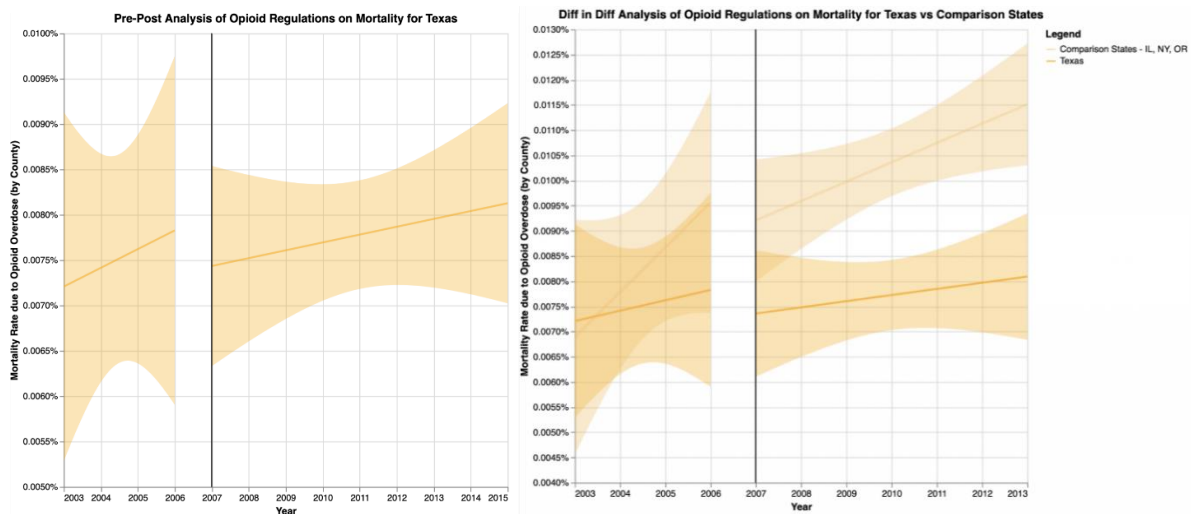 Pre-Post Analysis of Opioid Regulations on Mortality for Texas
0.0100%
0.0095%
0.0090%
0.0085%
0.0080%
0.0075%
0.0070%
0.0065%
0.0060%
0.0055%
0.0050%
Mortality Rate due to Opioid Overdose (by County)
2003 2004 2005 2006 2007 2008 2009 2010 2011 2012 2013 2014 2015
Year
Diff in Diff Analysis of Opioid Regulations on Mortality for Texas vs Comparison States
0.0130%
0.0125%
0.0120%
0.0115%
0.0110%
0.0105%
0.0100%
0.0095%
0.0090%
0.0085%
0.0080%
0.0075%
0.0070%
0.0065%
0.0060%
0.0055%
0.0050%
0.0045%
0.0040%
Mortality Rate due to Opioid Overdose (by County)
2003 2004 2005 2006 2007 2008 2009 2010 2011 2012 2013
Year
Legend
Comparison States - IL, NY, OR
Texas